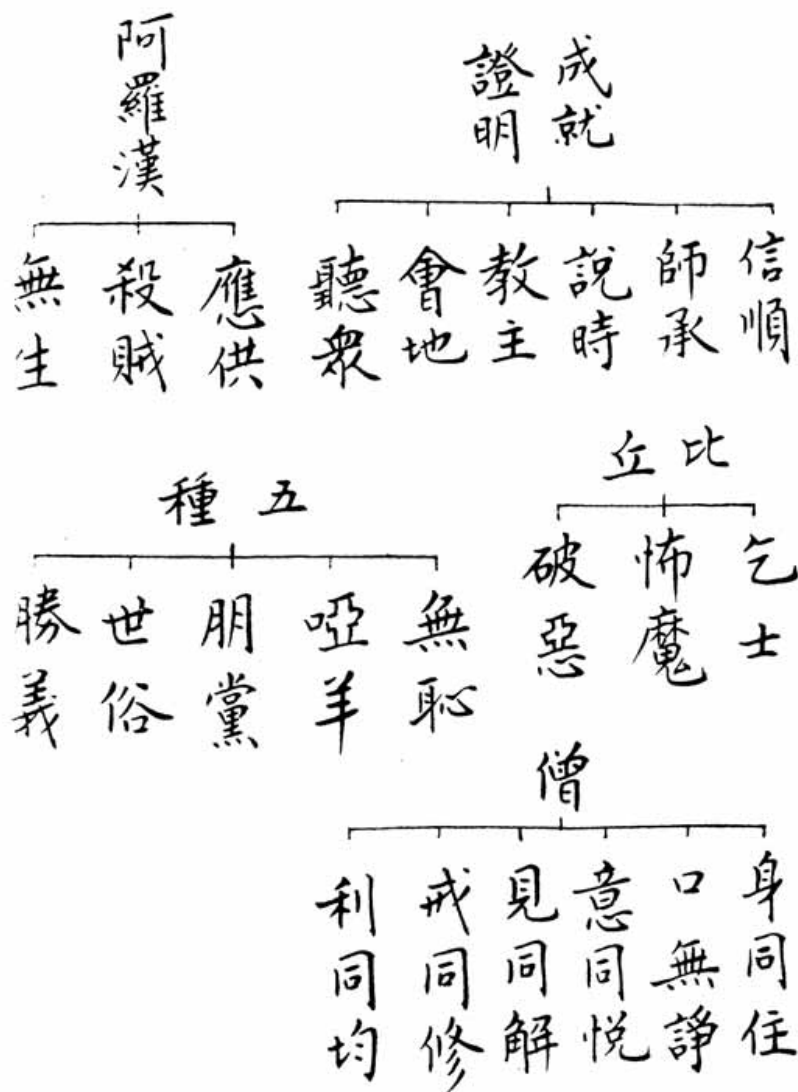 成就
證明
信順
師承
說時
教主
會地
聽眾
阿羅漢
應供
殺賊
無生
比丘
乞士
怖魔
破惡
五種
無恥
啞羊
朋黨
世俗
勝義
僧
身同住
口無諍
意同悅
見同解
戒同修
利同均